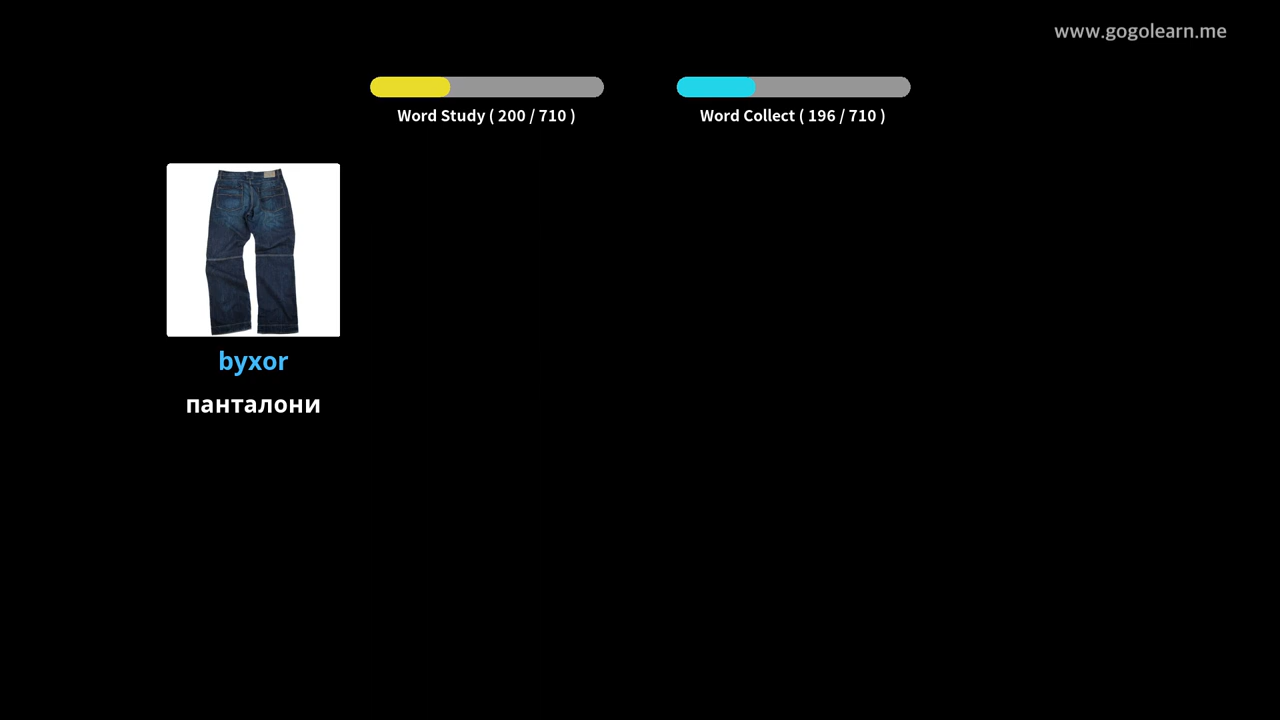 www.gogolearn.me
Word Study ( 200 / 710 )
Word Collect ( 196 / 710 )
byxor
панталони